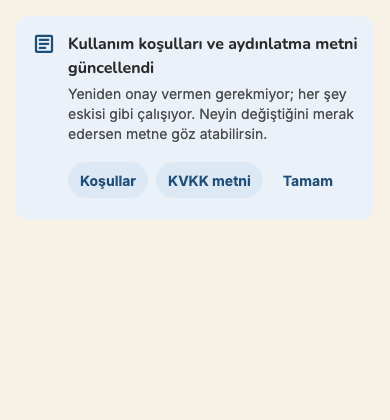 Kullanım koşulları ve aydınlatma metni
güncellendi
Yeniden onay vermen gerekmiyor; her şey
eskisi gibi çalışıyor. Neyin değiştiğini merak
edersen metne göz atabilirsin.
Koşullar KVKK metni Tamam